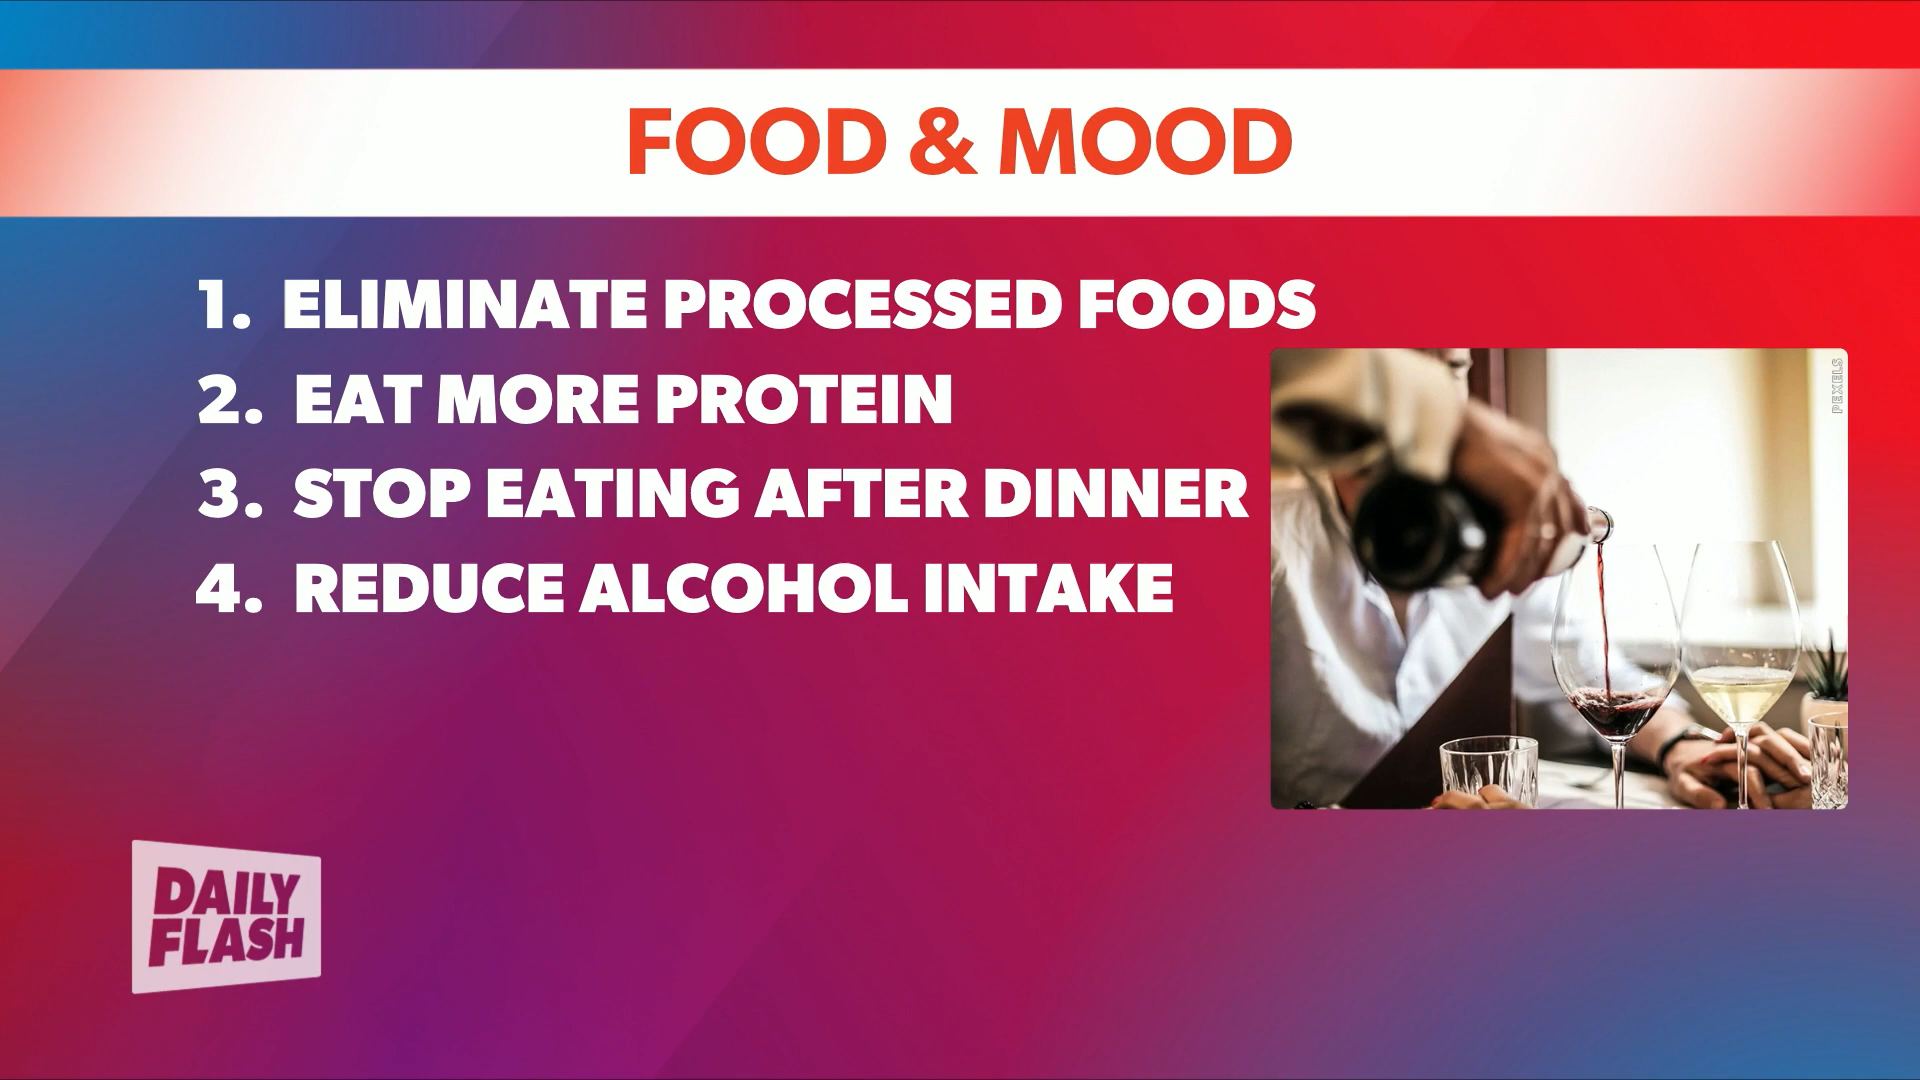 FOOD & MOOD
1. ELIMINATE PROCESSED FOODS
2. EAT MORE PROTEIN
3. STOP EATING AFTER DINNER
4. REDUCE ALCOHOL INTAKE
PEXELS
DAILY
FLASH